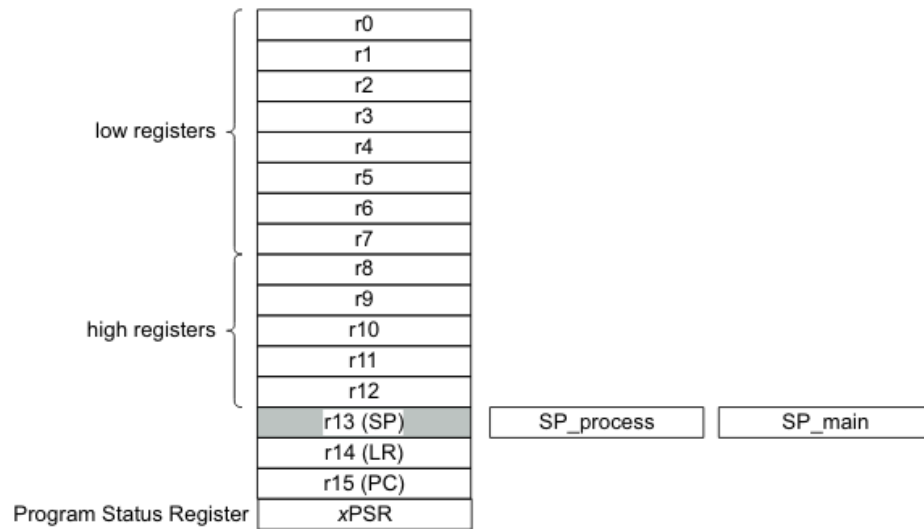 r0
r1
r2
r3
low registers
r4
r5
r6
r7
r8
r9
high registers
r10
r11
r12
r13 (SP)
SP_process
SP_main
r14 (LR)
r15 (PC)
Program Status Register
xPSR